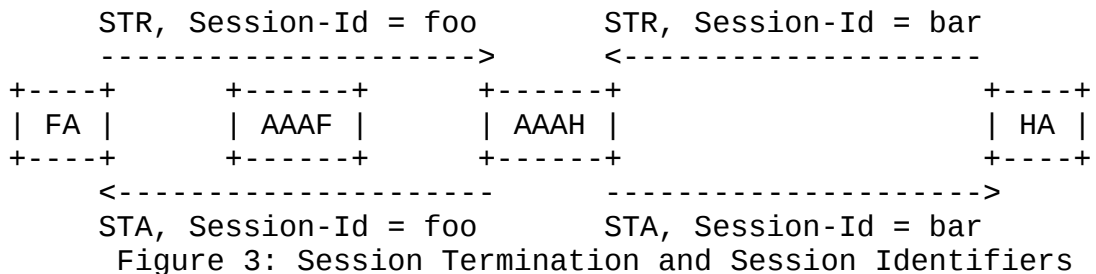 STR, Session-Id = foo        STR, Session-Id = bar
--------------------->       <--------------------
+----+      +------+      +------+                    +----+
| FA |      | AAAF |      | AAAH |                    | HA |
+----+      +------+      +------+                    +----+
<---------------------       --------------------->
STA, Session-Id = foo        STA, Session-Id = bar
Figure 3: Session Termination and Session Identifiers